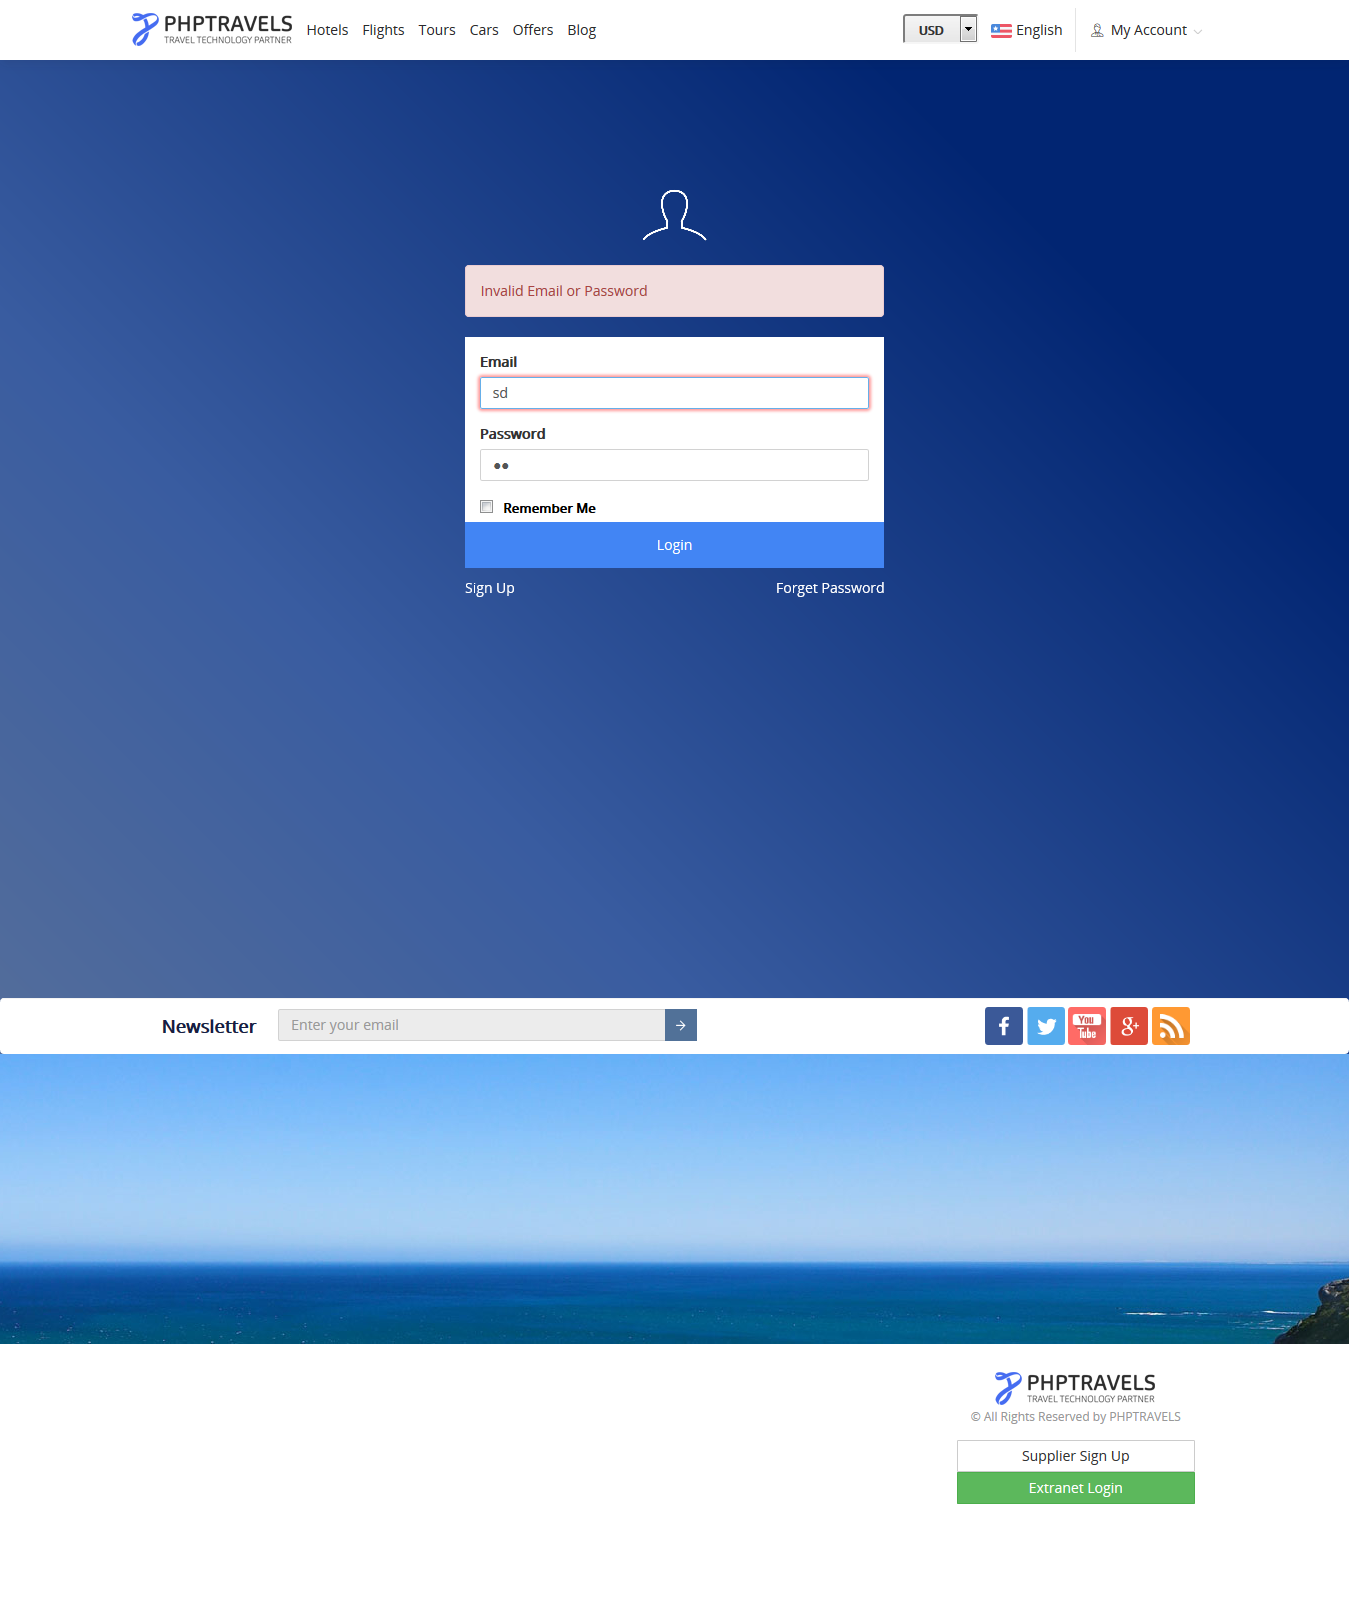 PHPTRAVELS
TRAVEL TECHNOLOGY PARTNER
Hotels Flights Tours Cars Offers Blog
USD
English
My Account
Invalid Email or Password
Email
sd
Password
Remember Me
Login
Sign Up
Forget Password
Newsletter
Enter your email
You
Tube
g+
PHPTRAVELS
TRAVEL TECHNOLOGY PARTNER
© All Rights Reserved by PHPTRAVELS
Supplier Sign Up
Extranet Login